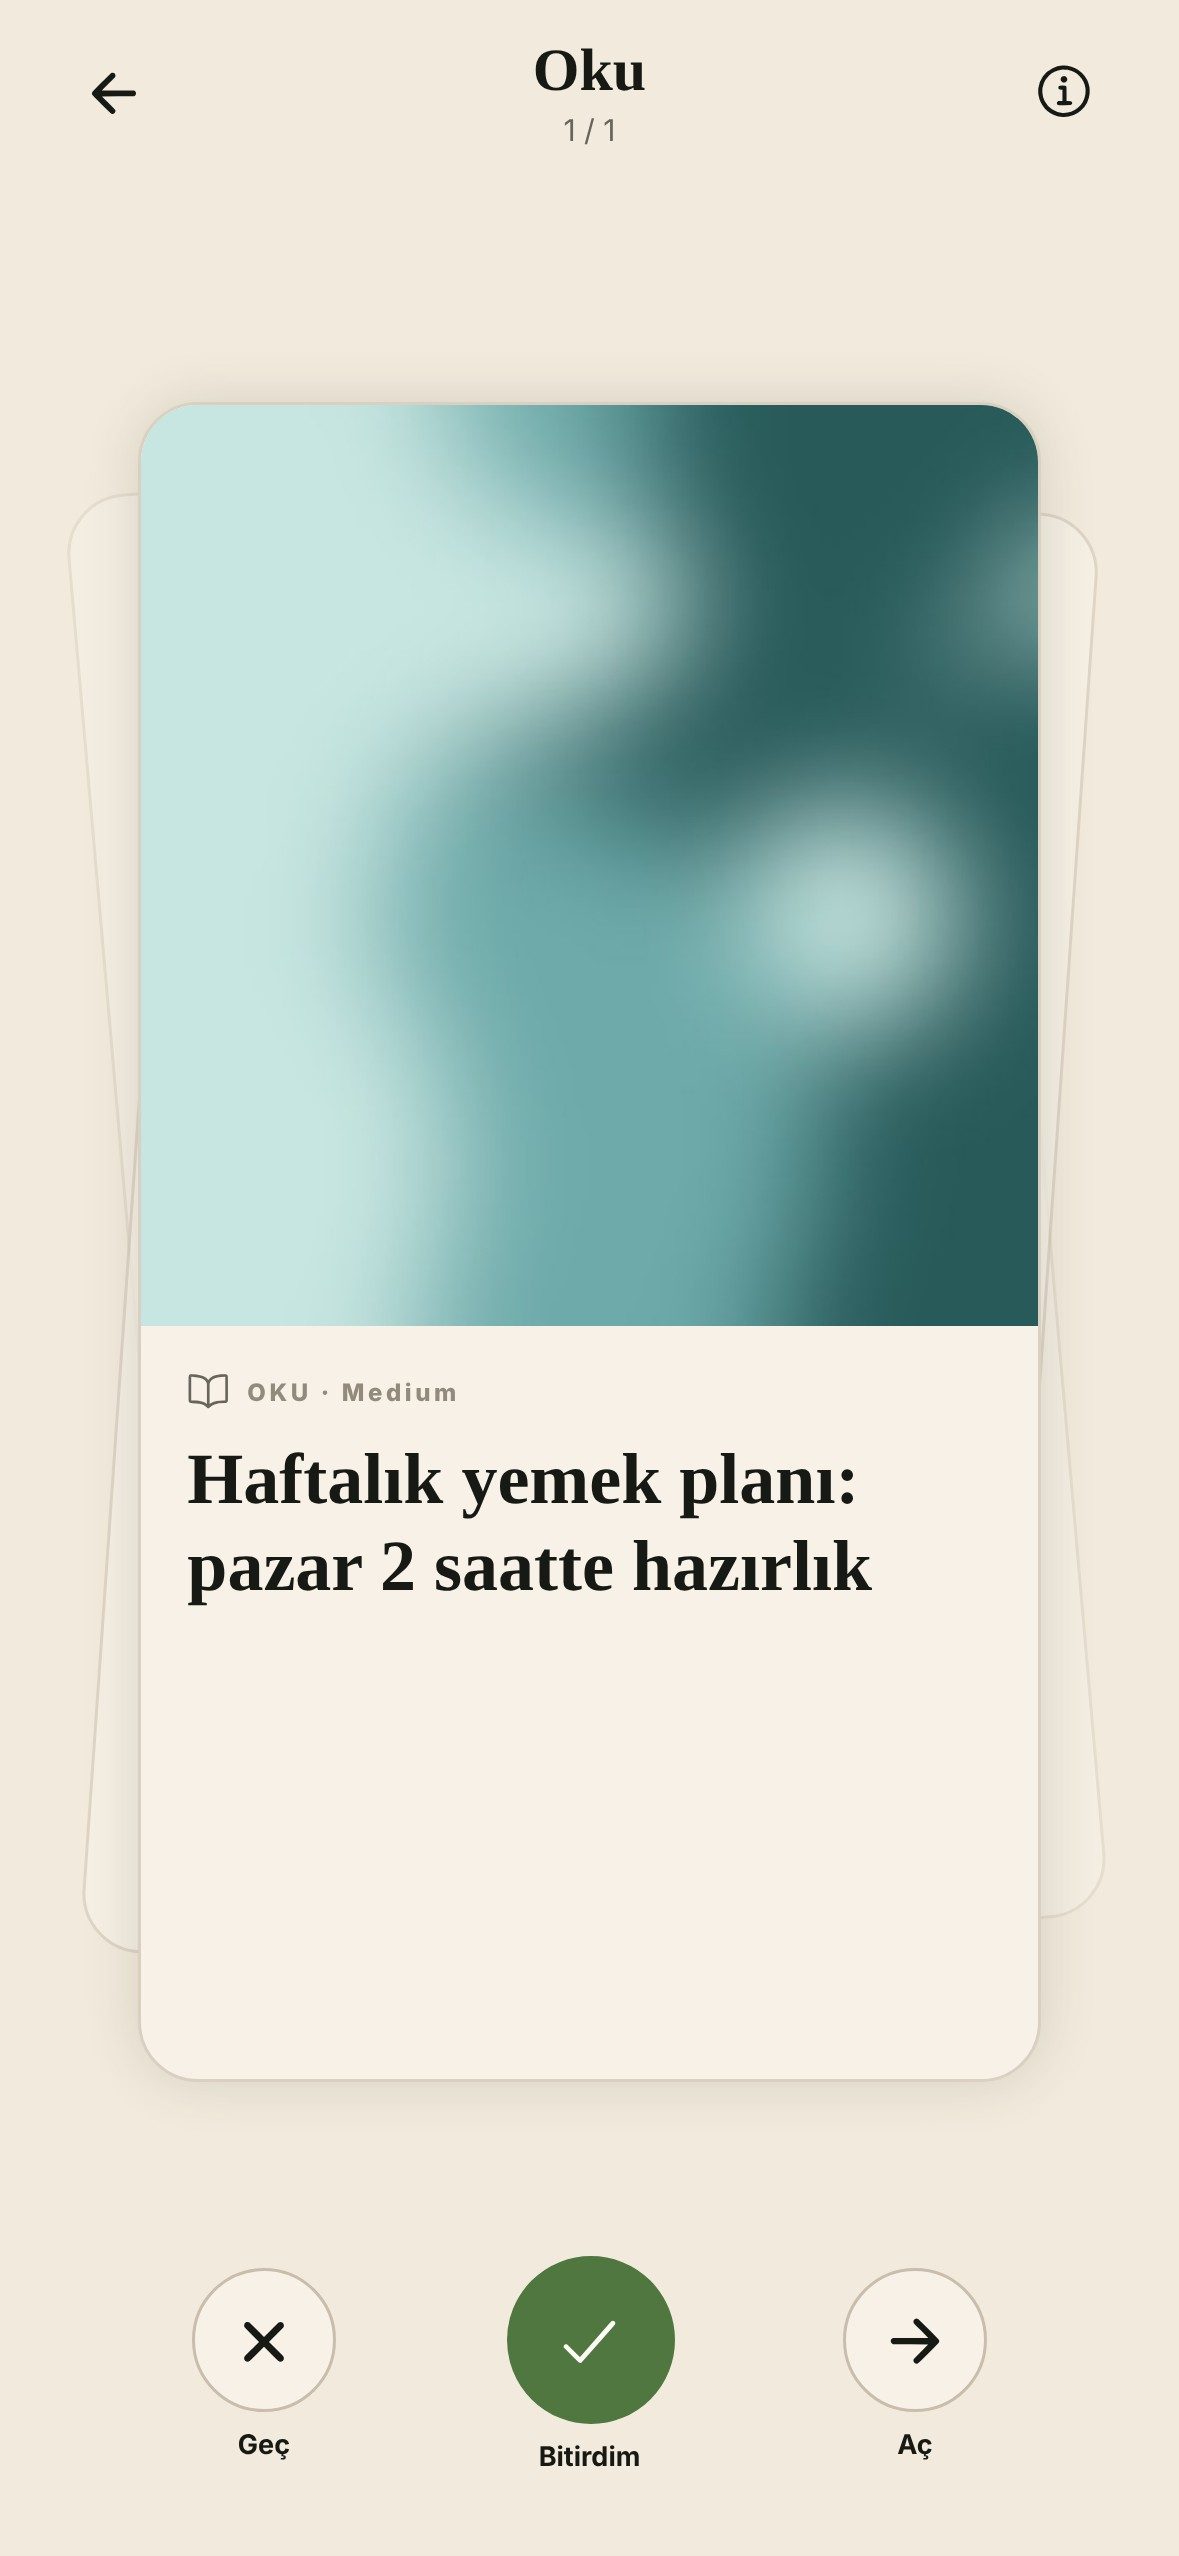 Oku
1 / 1
OKU · Medium
Haftalık yemek planı:
pazar 2 saatte hazırlık
Geç
Bitirdim
Aç